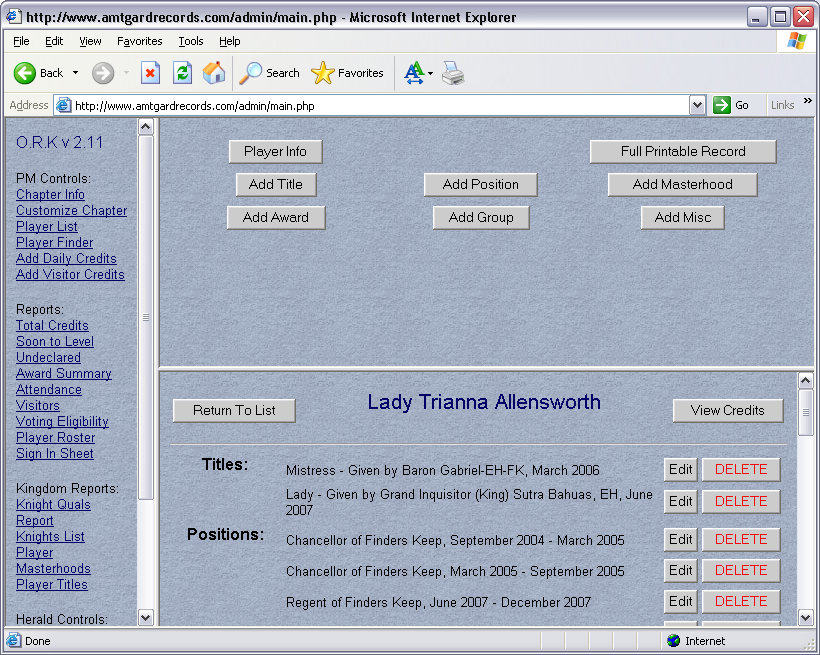 http://www.amtgardrecords.com/admin/main.php - Microsoft Internet Explorer
File Edit View Favorites Tools Help
Back Search Favorites
Address http://www.amtgardrecords.com/admin/main.php Go Links »
O.R.K v 2.11
PM Controls:
Chapter Info
Customize Chapter
Player List
Player Finder
Add Daily Credits
Add Visitor Credits
Reports:
Total Credits
Soon to Level
Undeclared
Award Summary
Attendance
Visitors
Voting Eligibility
Player Roster
Sign In Sheet
Kingdom Reports:
Knight Quals
Report
Knights List
Player
Masterhoods
Player Titles
Herald Controls:
Player Info Full Printable Record
Add Title Add Position Add Masterhood
Add Award Add Group Add Misc
Return To List Lady Trianna Allensworth View Credits
Titles: Mistress - Given by Baron Gabriel-EH-FK, March 2006 Edit DELETE
Lady - Given by Grand Inquisitor (King) Sutra Bahuas, EH, June
2007 Edit DELETE
Positions: Chancellor of Finders Keep, September 2004 - March 2005 Edit DELETE
Chancellor of Finders Keep, March 2005 - September 2005 Edit DELETE
Regent of Finders Keep, June 2007 - December 2007 Edit DELETE
Done Internet